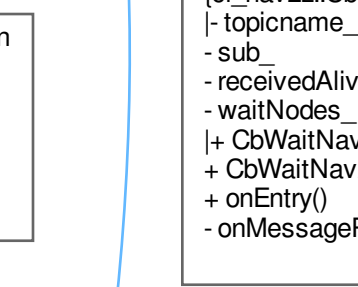 n
|- topicname_
- sub_
- receivedAliv
- waitNodes_
|+ CbWaitNav
+ CbWaitNav
+ onEntry()
- onMessageR